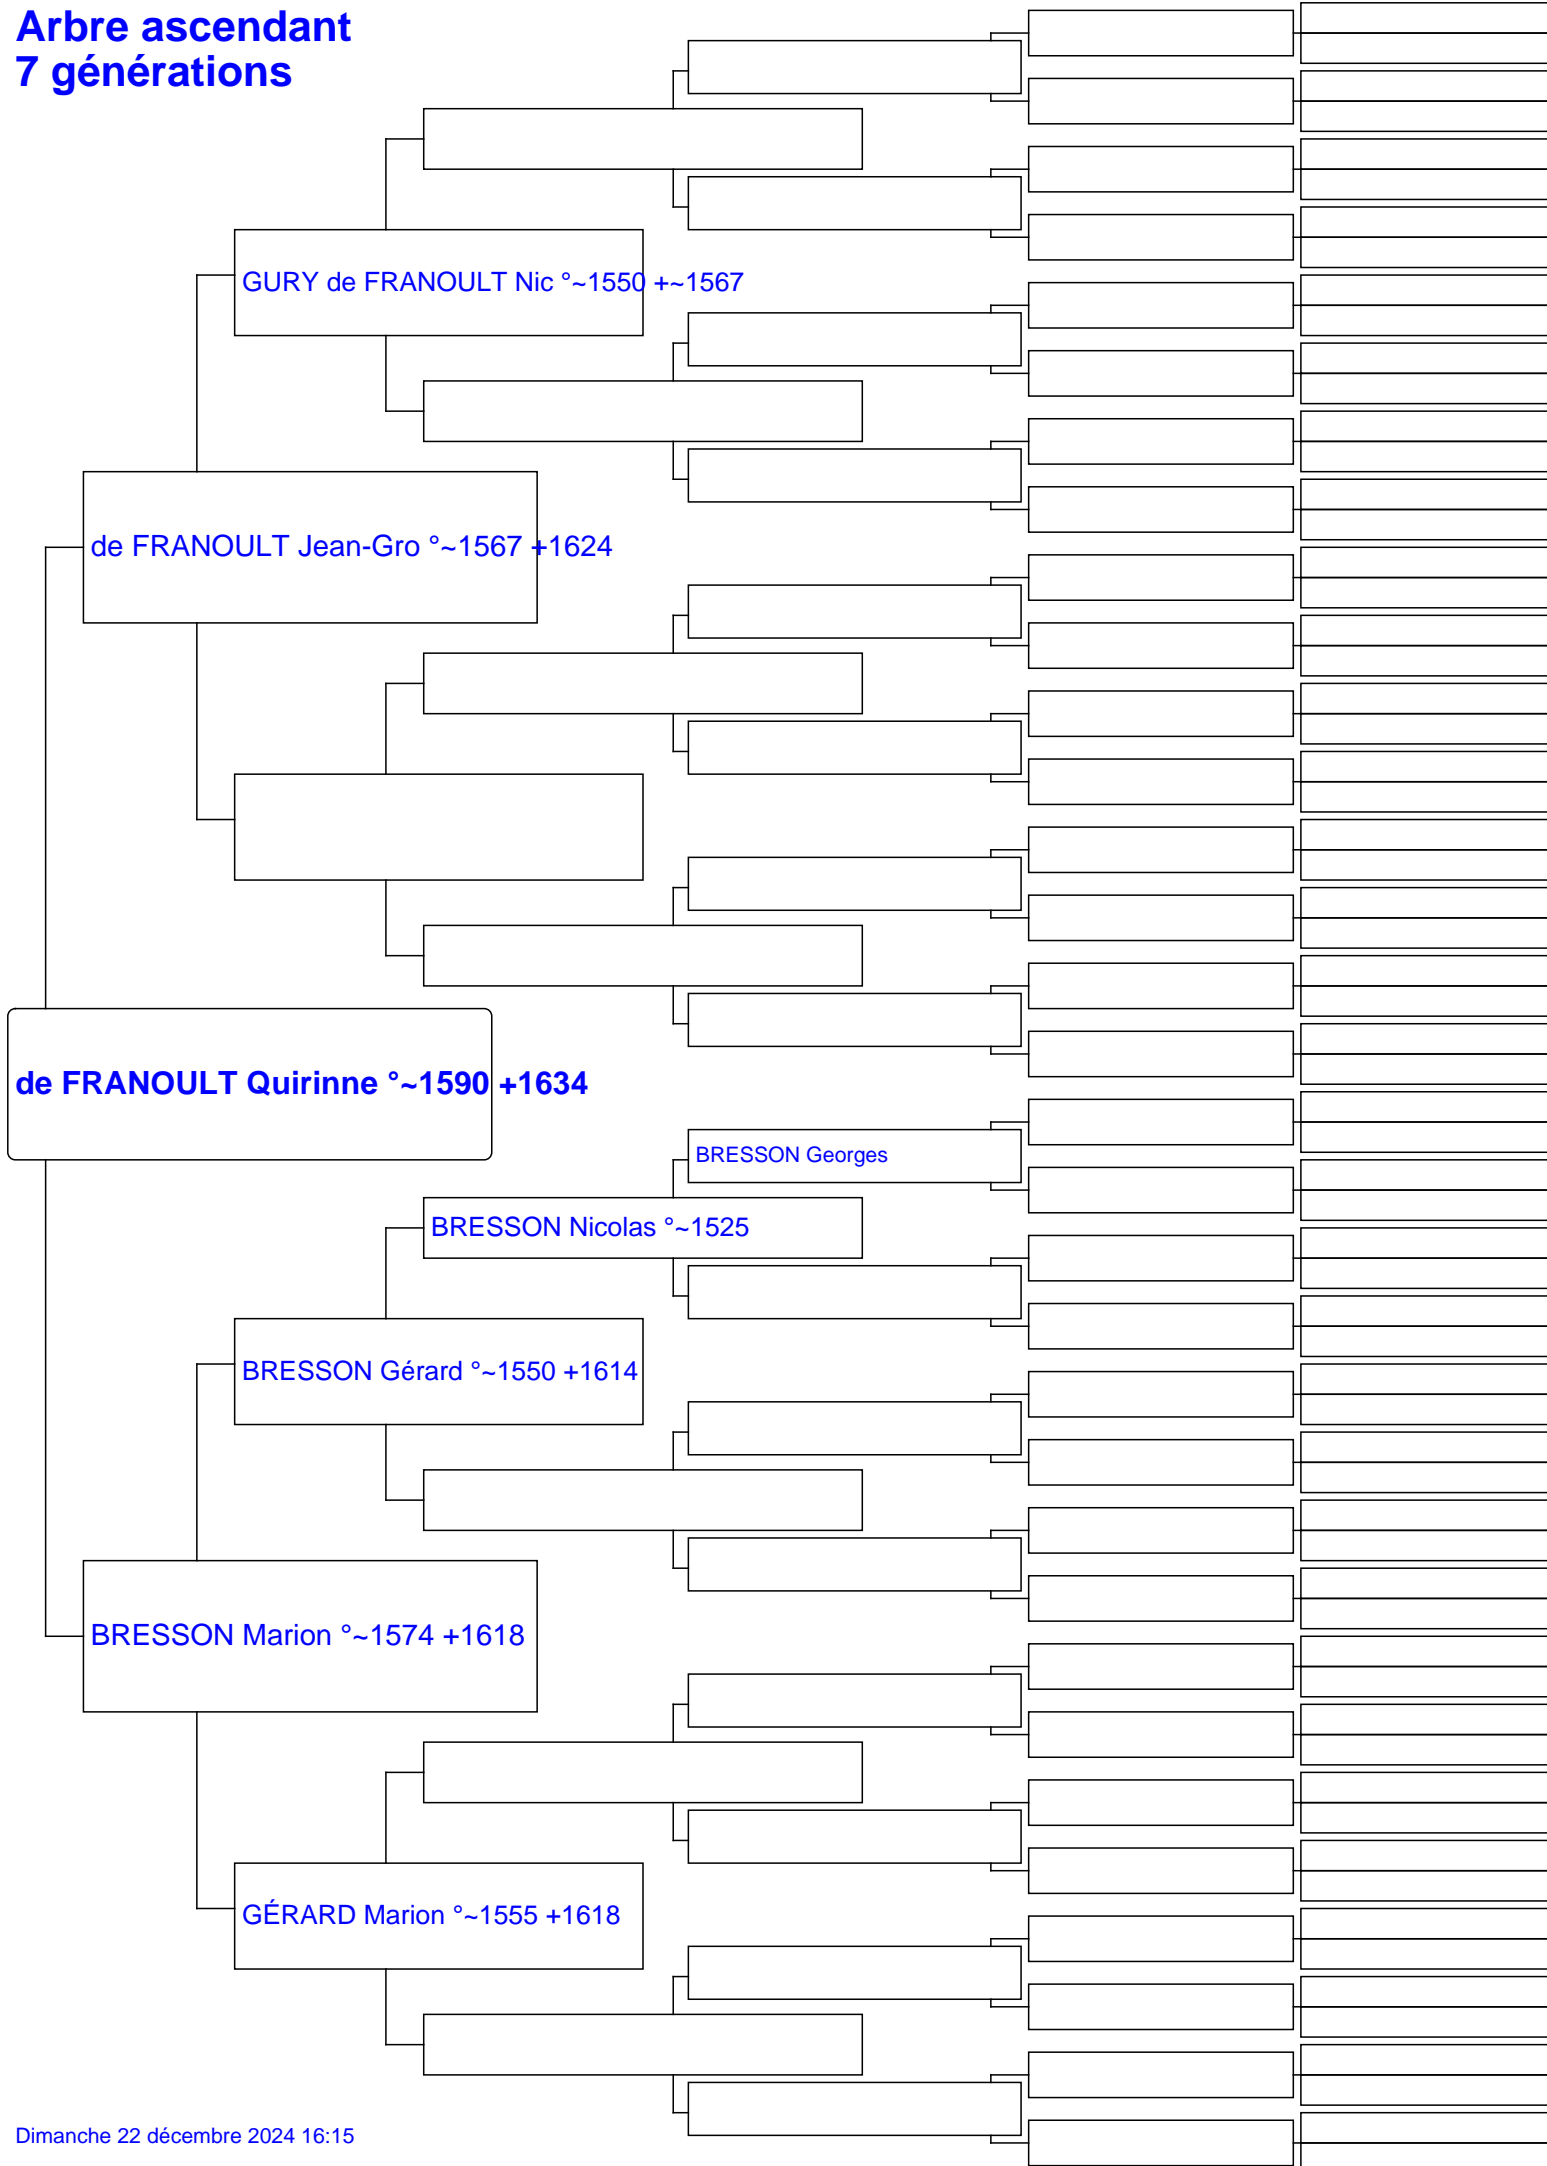 Arbre ascendant
7 générations
GURY de FRANOULT Nic °~1550 +~1567
de FRANOULT Jean-Gro °~1567 +1624
de FRANOULT Quirinne °~1590 +1634
BRESSON Georges
BRESSON Nicolas °~1525
BRESSON Gérard °~1550 +1614
BRESSON Marion °~1574 +1618
GÉRARD Marion °~1555 +1618
Dimanche 22 décembre 2024 16:15